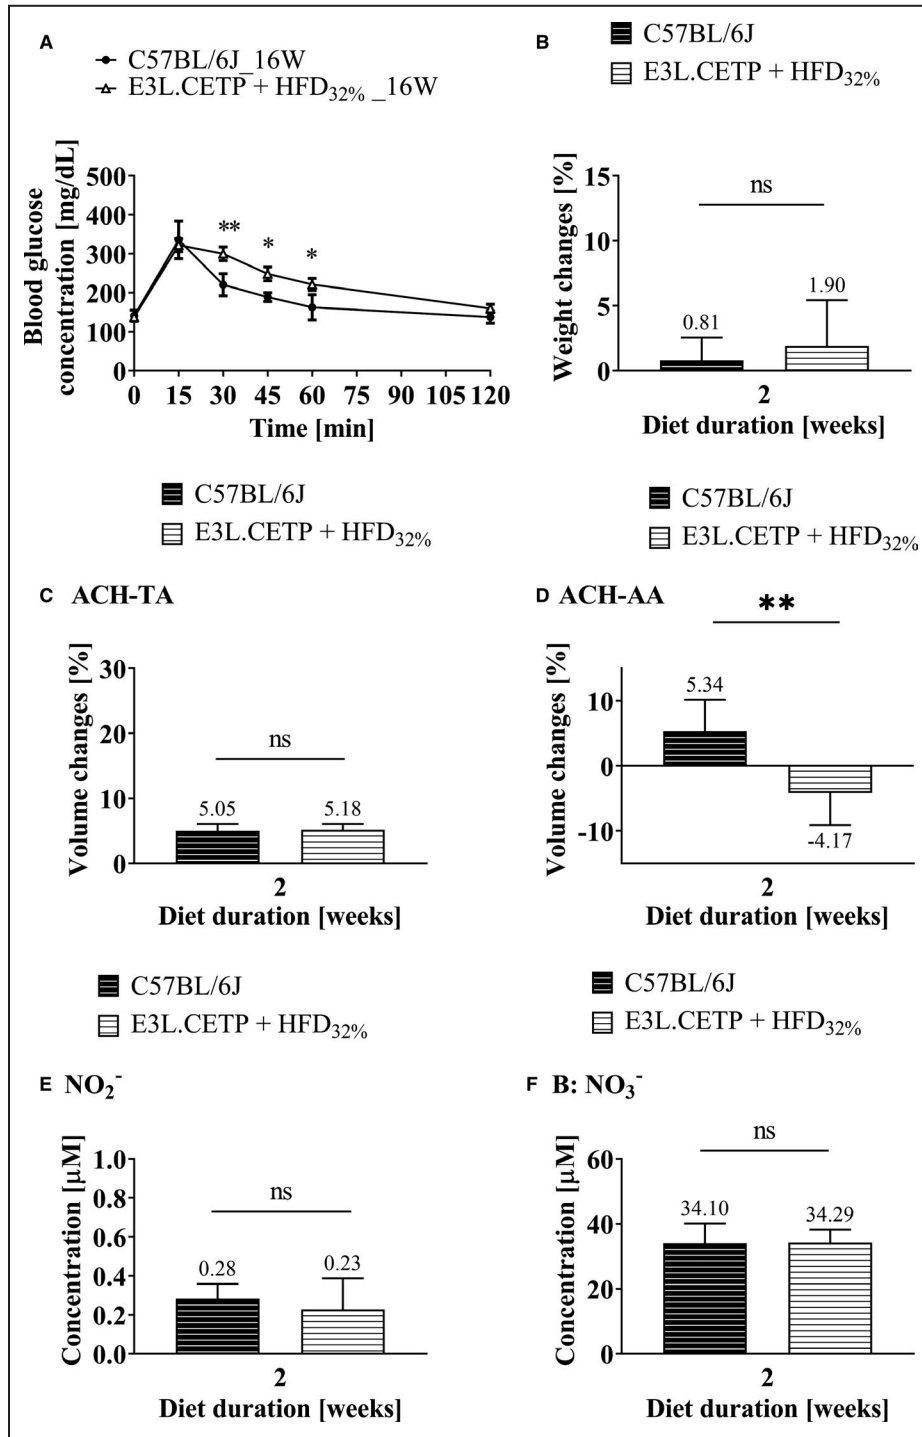 A
C57BL/6J_16W
E3L.CETP + HFD32% _16W
Blood glucose
concentration [mg/dL]
500
400
300
200
100
0
**
*
*
0 15 30 45 60 75 90 105 120
Time [min]
B
C57BL/6J
E3L.CETP + HFD32%
Weight changes [%]
15
10
5
0
ns
0.81
1.90
2
Diet duration [weeks]
C57BL/6J
E3L.CETP + HFD32%
C ACH-TA
Volume changes [%]
30
20
10
0
ns
5.05
5.18
2
Diet duration [weeks]
C57BL/6J
E3L.CETP + HFD32%
D ACH-AA
Volume changes [%]
10
0
-10
**
5.34
-4.17
2
Diet duration [weeks]
C57BL/6J
E3L.CETP + HFD32%
E NO2-
Concentration [µM]
1.0
0.8
0.6
0.4
0.2
0.0
ns
0.28
0.23
2
Diet duration [weeks]
C57BL/6J
E3L.CETP + HFD32%
F B: NO3-
Concentration [µM]
60
40
20
0
ns
34.10
34.29
2
Diet duration [weeks]